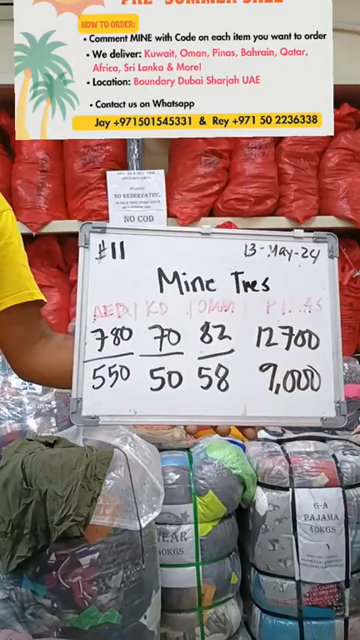 PRE-SUMMER SALE
HOW TO ORDER:
• Comment MINE with Code on each item you want to order
• We deliver: Kuwait, Oman, Pinas, Bahrain, Qatar,
Africa, Sri Lanka & More!
• Location: Boundary Dubai Sharjah UAE
• Contact us on Whatsapp
Jay +971501545331 & Rey +971 50 2236338
NO RESERVATION
NO COD
#11
13-May-24
Mine Tres
AED | KD | OMAN
780 70 82 12700
550 50 58 9,000
6-A
PAJAMA
40KGS
KGS